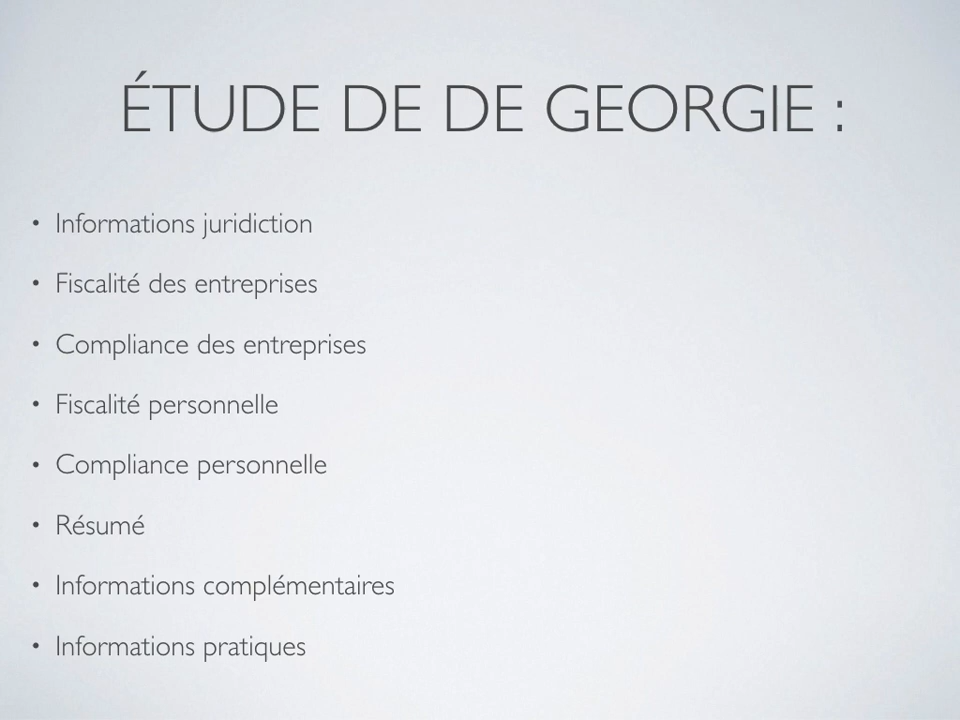 ÉTUDE DE DE GEORGIE :
• Informations juridiction
• Fiscalité des entreprises
• Compliance des entreprises
• Fiscalité personnelle
• Compliance personnelle
• Résumé
• Informations complémentaires
• Informations pratiques